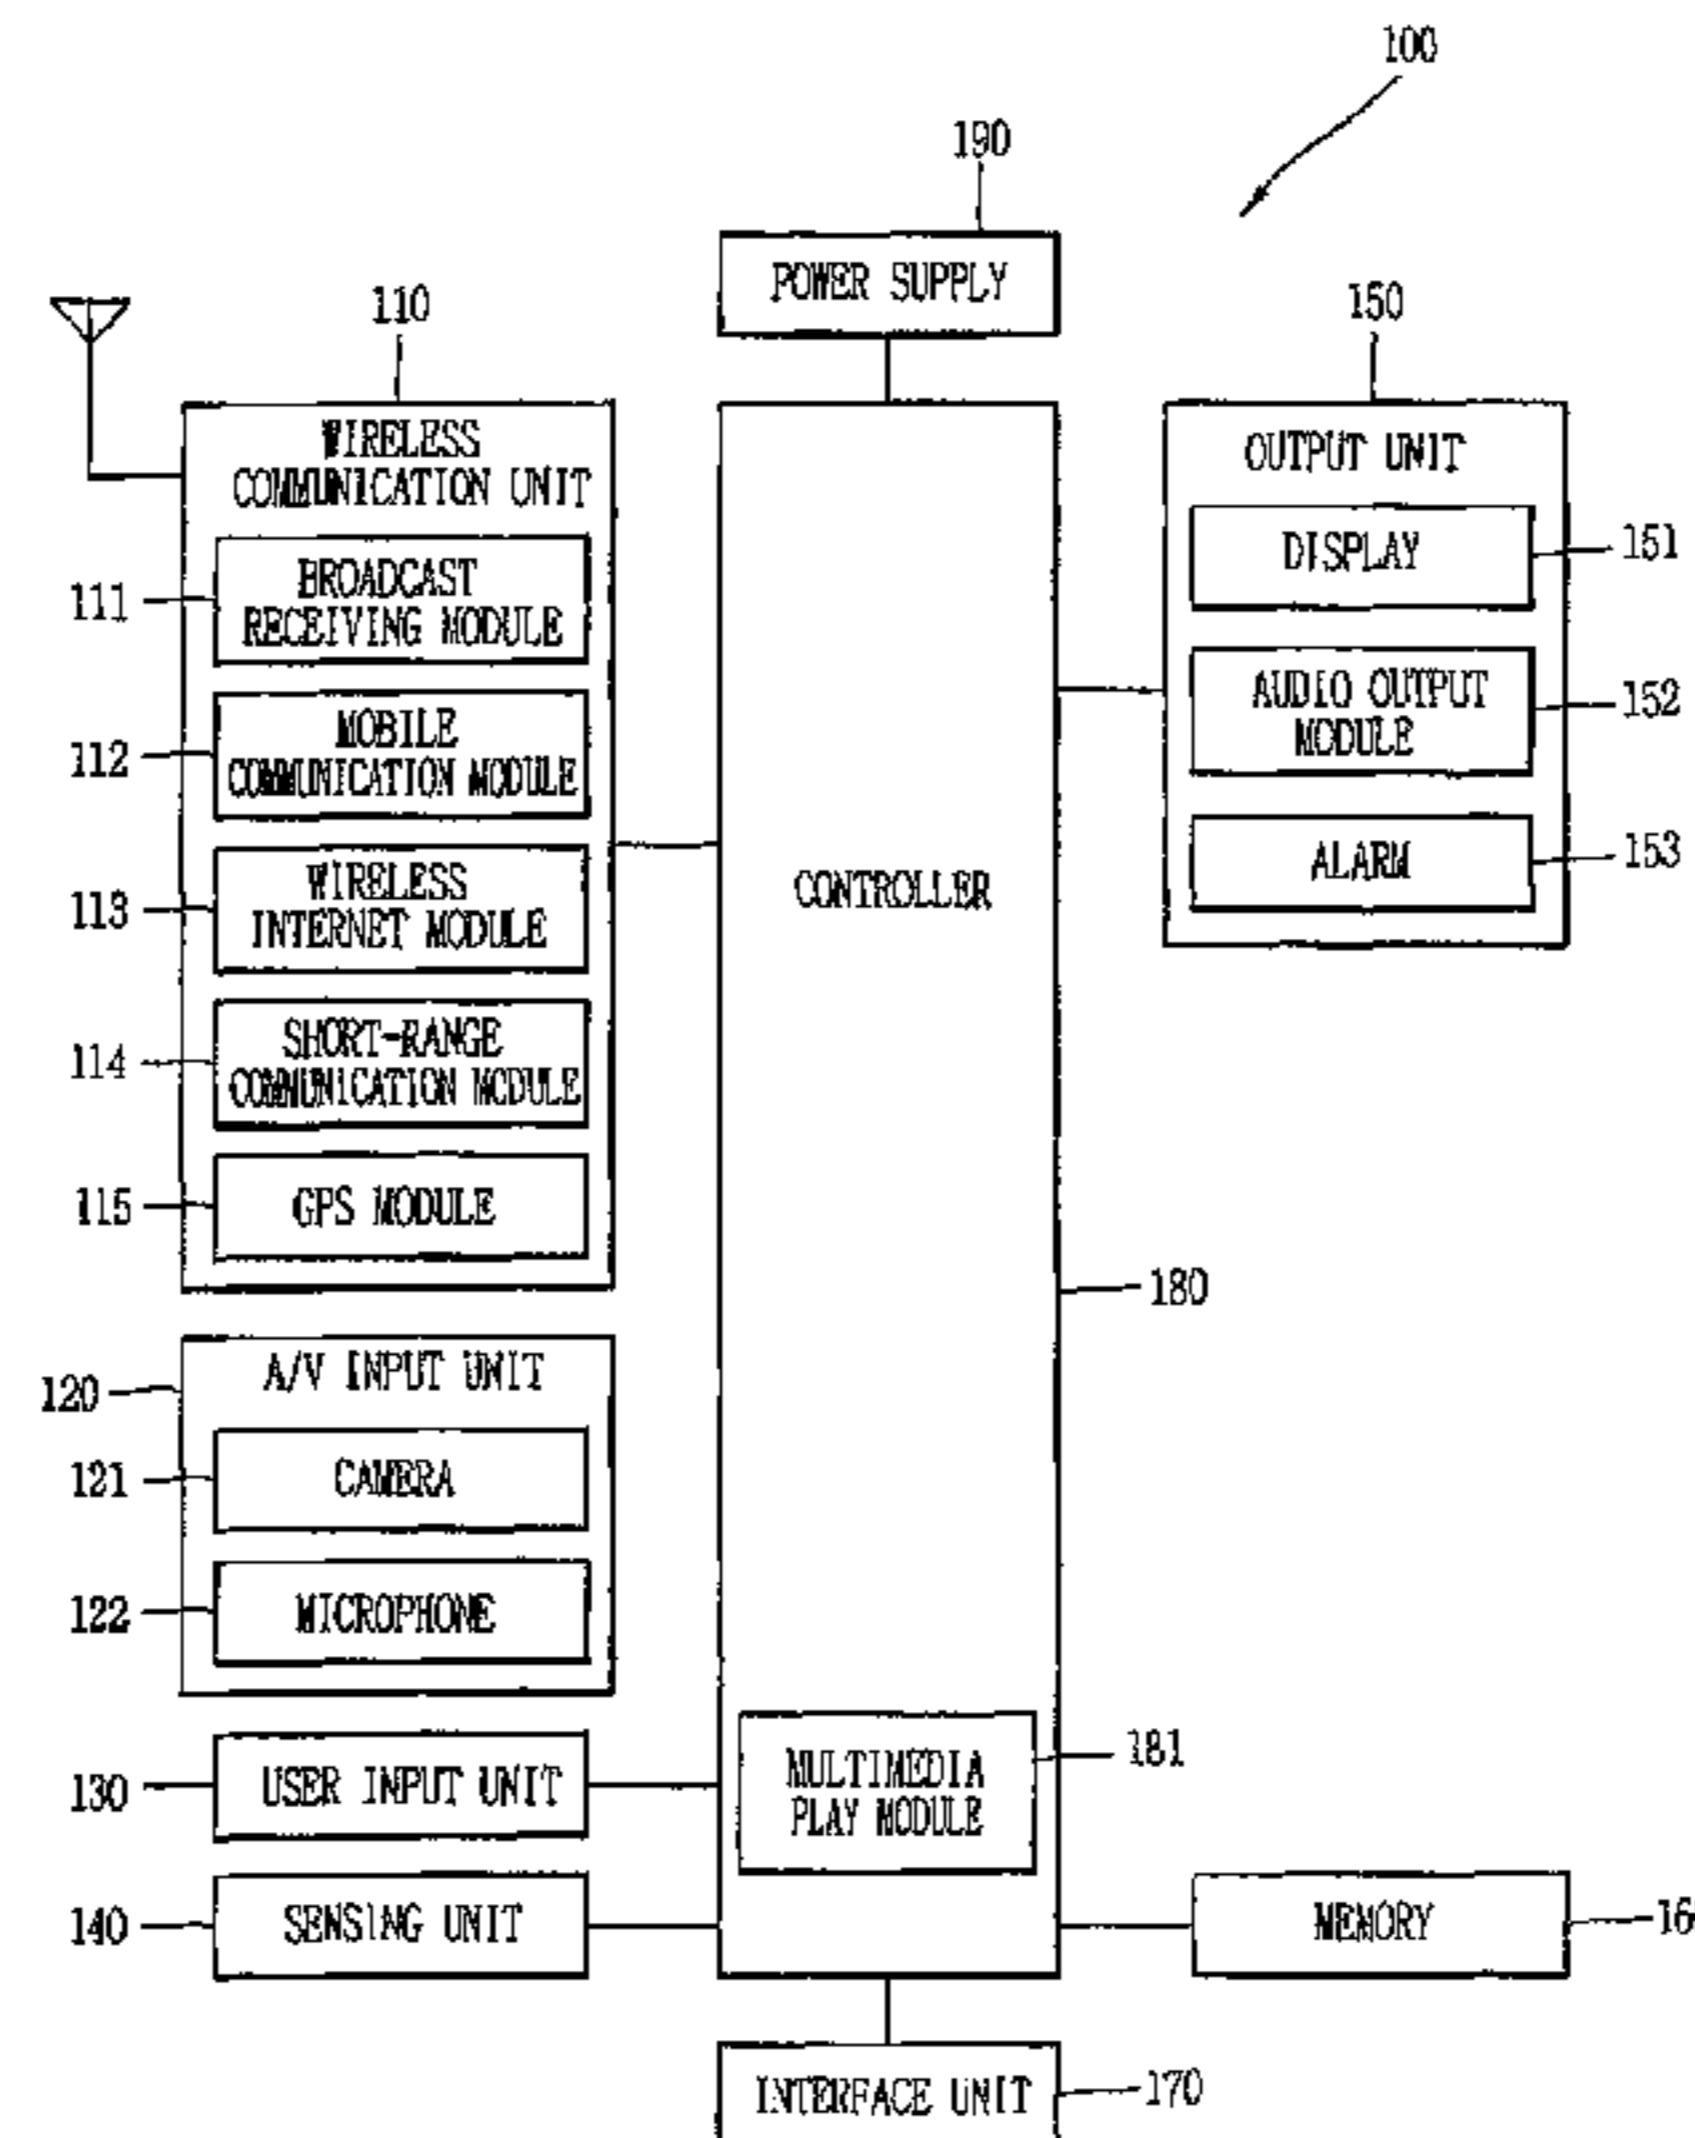 100
190
POWER SUPPLY
110
WIRELESS
COMMUNICATION UNIT
111
BROADCAST
RECEIVING MODULE
112
MOBILE
COMMUNICATION MODULE
113
WIRELESS
INTERNET MODULE
114
SHORT-RANGE
COMMUNICATION MODULE
115
GPS MODULE
120
A/V INPUT UNIT
121
CAMERA
122
MICROPHONE
130
USER INPUT UNIT
140
SENSING UNIT
CONTROLLER
180
MULTIMEDIA
PLAY MODULE
181
150
OUTPUT UNIT
DISPLAY
151
AUDIO OUTPUT
MODULE
152
ALARM
153
MEMORY
INTERFACE UNIT
170